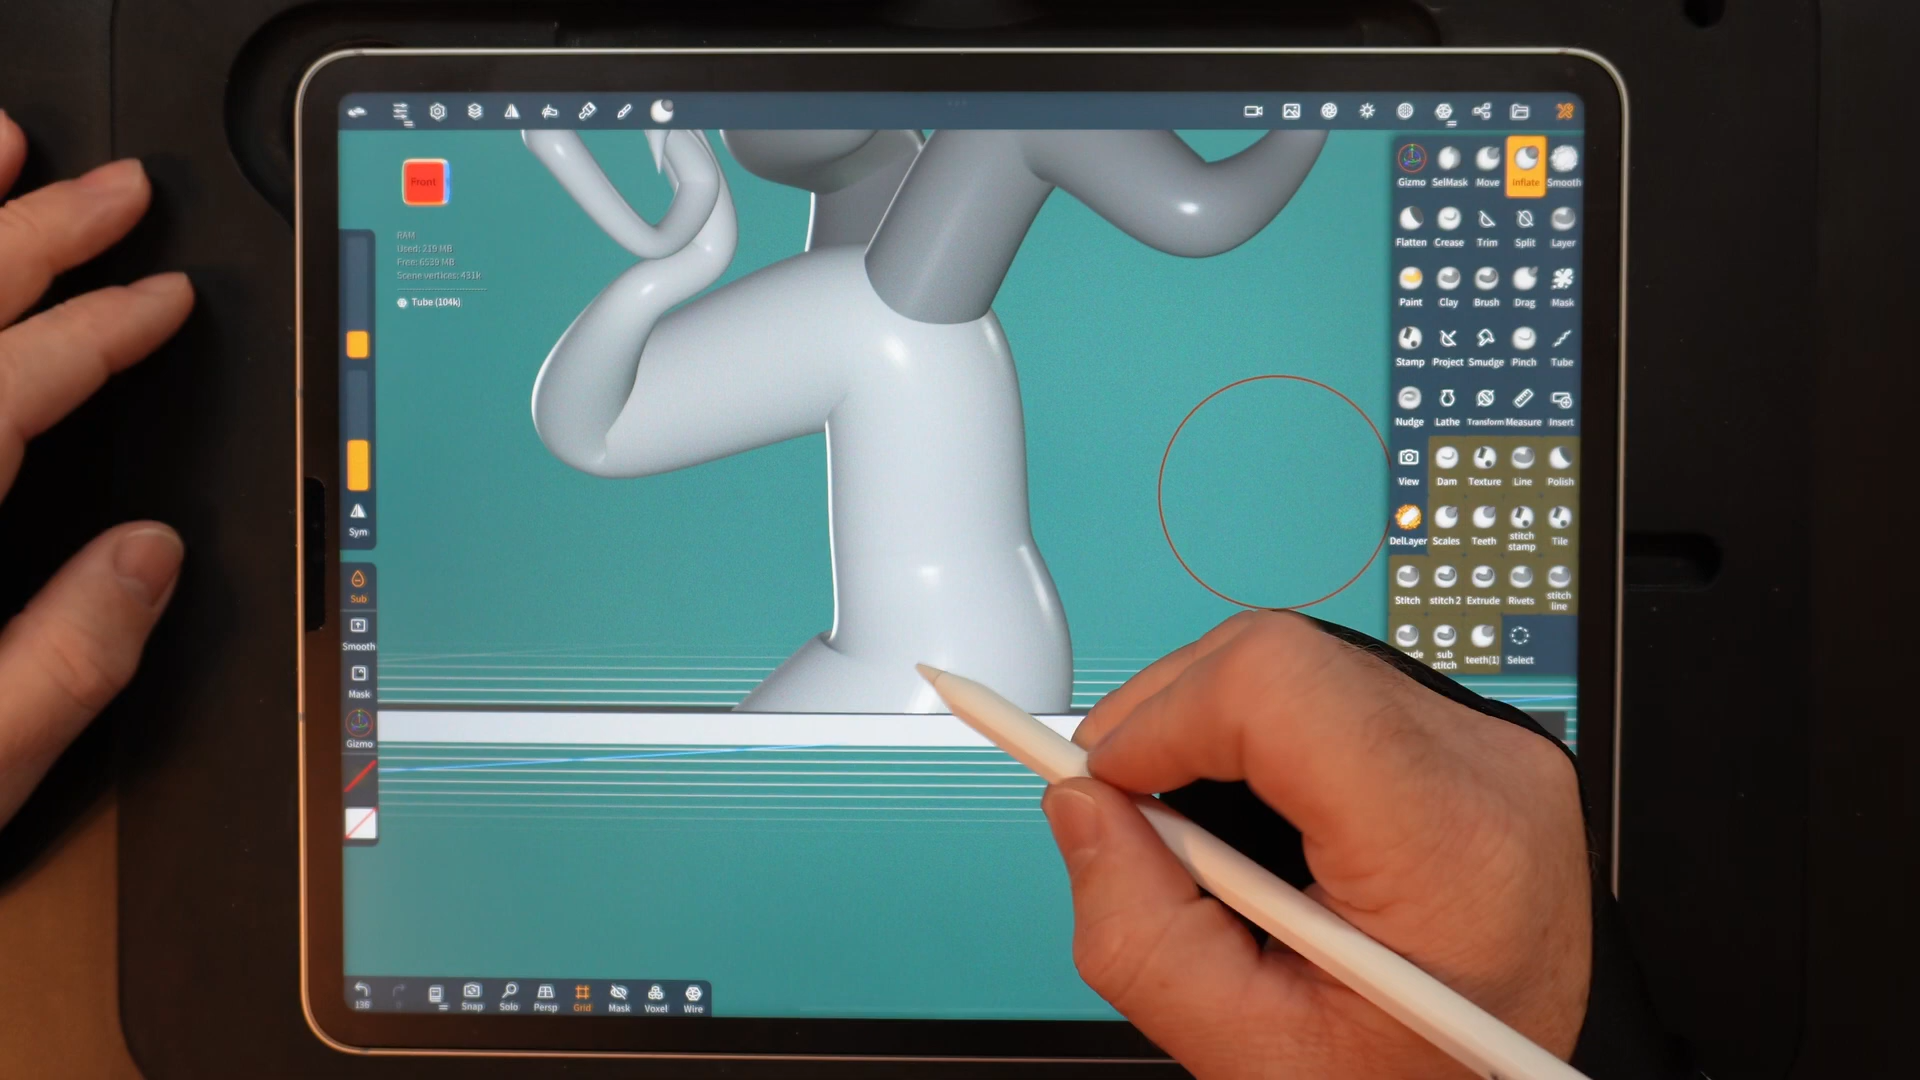 Front
RAM
Used: 219 MB
Free: 6539 MB
Scene vertices: 431k
Tube (104k)
Sym
Sub
Smooth
Mask
Gizmo
Gizmo SelMask Move Inflate Smooth
Flatten Crease Trim Split Layer
Paint Clay Brush Drag Mask
Stamp Project Smudge Pinch Tube
Nudge Lathe Transform Measure Insert
View Dam Texture Line Polish
DelLayer Scales Teeth stitch stamp Tile
Stitch stitch 2 Extrude Rivets stitch line
ude sub stitch teeth(1) Select
136 Snap Solo Persp Grid Mask Voxel Wire